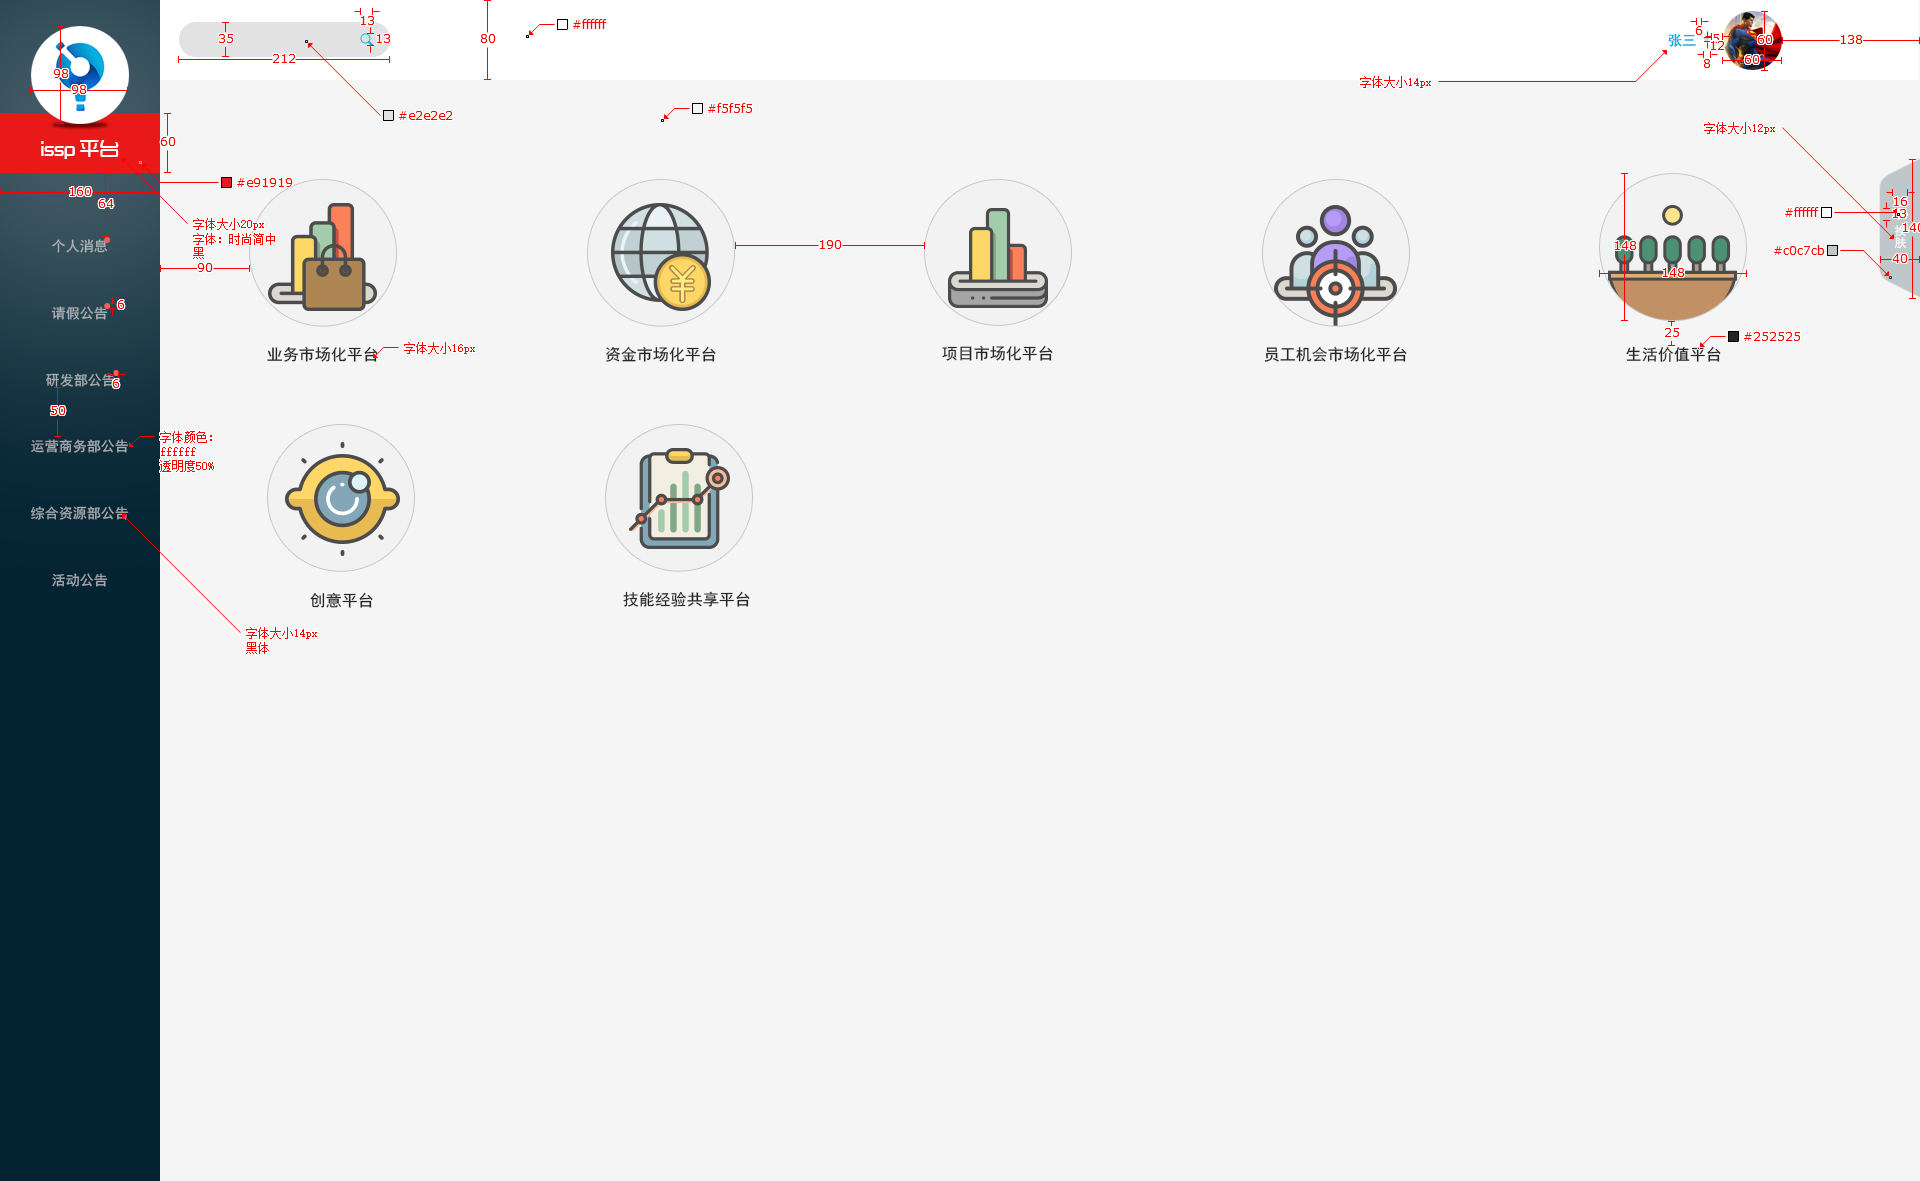 13
35
13
212
80
#ffffff
张三
6
5
12
8
60
60
138
字体大小14px
98
98
#e2e2e2
#f5f5f5
字体大小12px
issp 平台
60
#e91919
160
64
字体大小20px
字体：时尚简中
黑
90
190
148
148
#ffffff
16
13
换肤
140
#c0c7cb
40
25
#252525
个人消息
请假公告
6
研发部公告
6
50
运营商务部公告
字体颜色：
ffffff
透明度50%
综合资源部公告
活动公告
字体大小14px
黑体
业务市场化平台
字体大小16px
资金市场化平台
项目市场化平台
员工机会市场化平台
生活价值平台
创意平台
技能经验共享平台